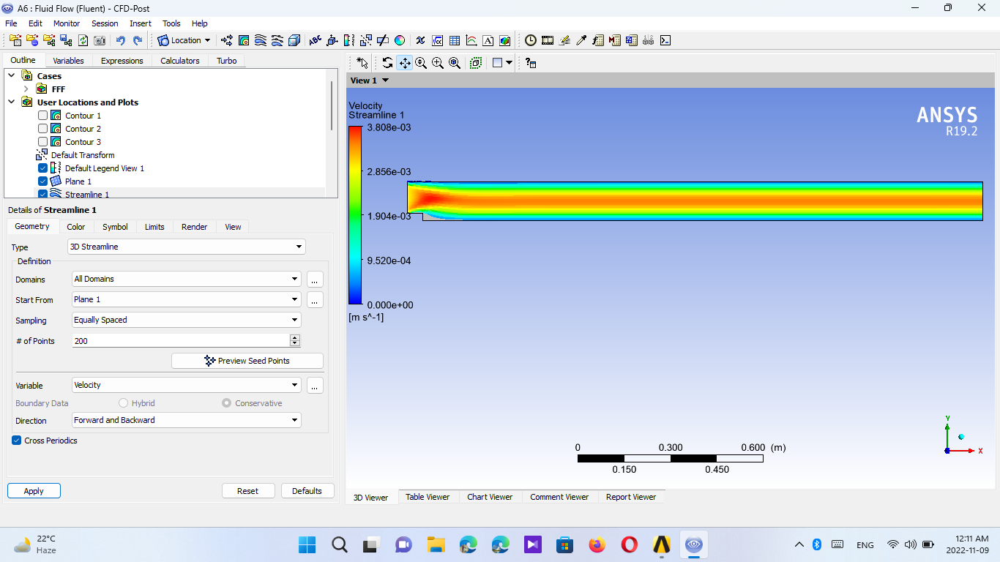 A6 : Fluid Flow (Fluent) - CFD-Post
File Edit Monitor Session Insert Tools Help
Location
Outline Variables Expressions Calculators Turbo
Cases
FFF
User Locations and Plots
Contour 1
Contour 2
Contour 3
Default Transform
Default Legend View 1
Plane 1
Streamline 1
Details of Streamline 1
Geometry Color Symbol Limits Render View
Type 3D Streamline
Definition
Domains All Domains ...
Start From Plane 1 ...
Sampling Equally Spaced
# of Points 200
Preview Seed Points
Variable Velocity ...
Boundary Data Hybrid Conservative
Direction Forward and Backward
Cross Periodics
Apply Reset Defaults
View 1
Velocity
Streamline 1
3.808e-03
2.856e-03
1.904e-03
9.520e-04
0.000e+00
[m s^-1]
ANSYS
R19.2
0 0.300 0.600 (m)
0.150 0.450
Y
X
3D Viewer Table Viewer Chart Viewer Comment Viewer Report Viewer
22°C
Haze
ENG
12:11 AM
2022-11-09